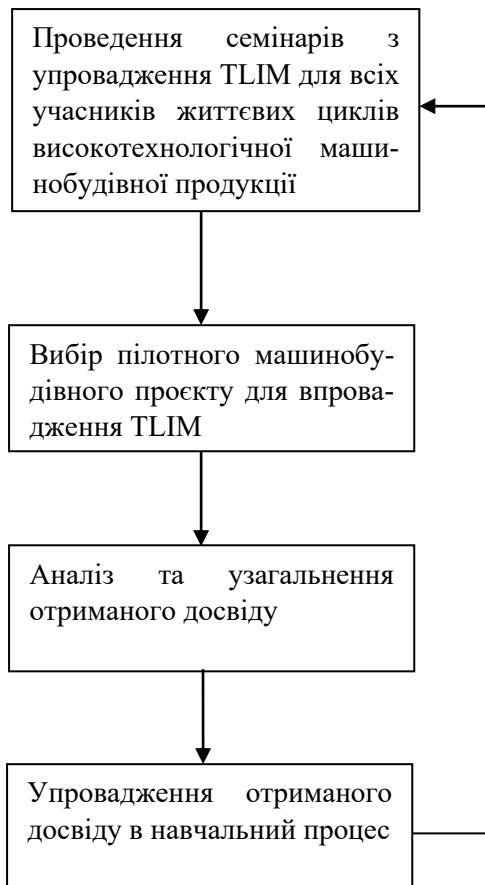 Проведення семінарів з
упровадження TLIM для всіх
учасників життєвих циклів
високотехнологічної маши-
нобудівної продукції
Вибір пілотного машинобу-
дівного проєкту для впрова-
дження TLIM
Аналіз та узагальнення
отриманого досвіду
Упровадження отриманого
досвіду в навчальний процес